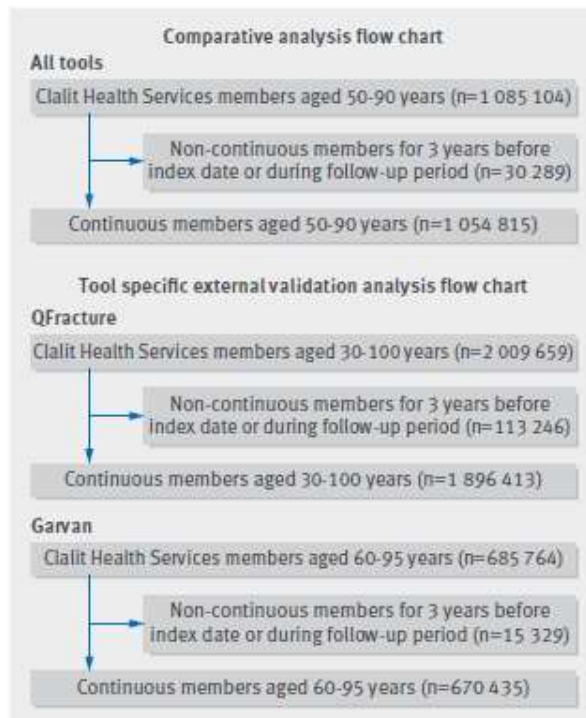 Comparative analysis flow chart
All tools
Clalit Health Services members aged 50-90 years (n=1 085 104)
Non-continuous members for 3 years before
index date or during follow-up period (n=30 289)
Continuous members aged 50-90 years (n=1 054 815)
Tool specific external validation analysis flow chart
QFracture
Clalit Health Services members aged 30-100 years (n=2 009 659)
Non-continuous members for 3 years before
index date or during follow-up period (n=113 246)
Continuous members aged 30-100 years (n=1 896 413)
Garvan
Clalit Health Services members aged 60-95 years (n=685 764)
Non-continuous members for 3 years before
index date or during follow-up period (n=15 329)
Continuous members aged 60-95 years (n=670 435)